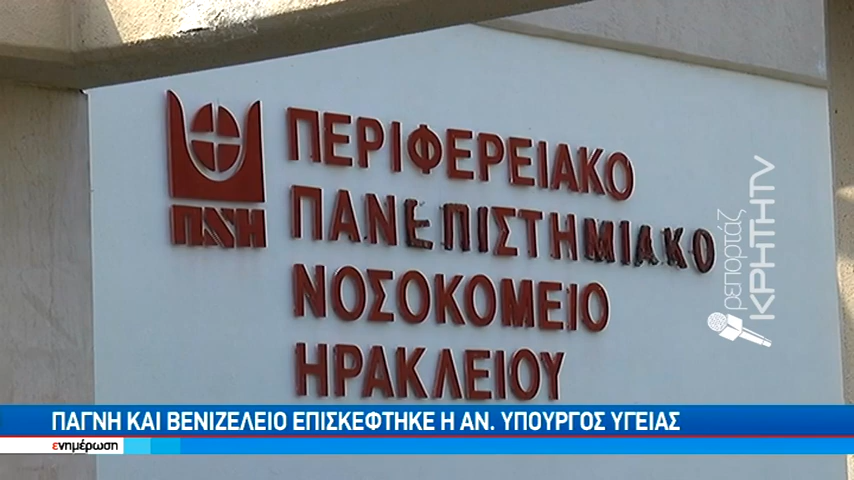 ΠΕΡΙΦΕΡΕΙΑΚΟ
ΠΑΝΕΠΙΣΤΗΜΙΑΚΟ
ΝΟΣΟΚΟΜΕΙΟ
ΗΡΑΚΛΕΙΟΥ
ΠΑΓΝΗ
ρεπορτάζ
ΚΡΗΤΗTV
ΠΑΓΝΗ ΚΑΙ ΒΕΝΙΖΕΛΕΙΟ ΕΠΙΣΚΕΦΤΗΚΕ Η ΑΝ. ΥΠΟΥΡΓΟΣ ΥΓΕΙΑΣ
ενημέρωση